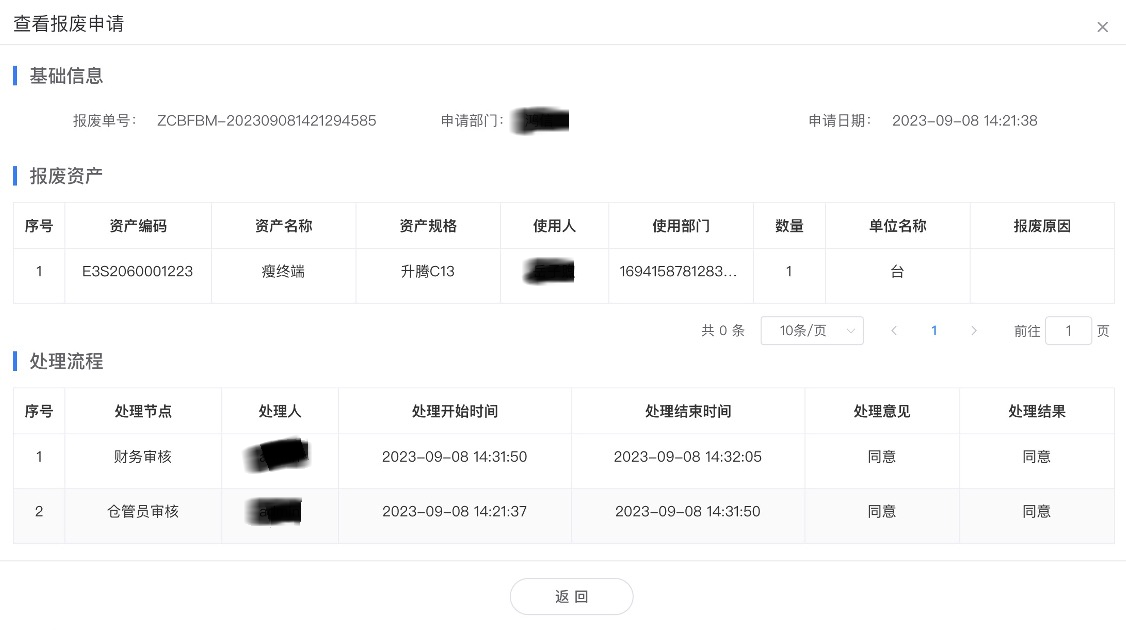 查看报废申请
基础信息
报废单号： ZCBFBM-202309081421294585 申请部门： 申请日期： 2023-09-08 14:21:38
报废资产
序号 资产编码 资产名称 资产规格 使用人 使用部门 数量 单位名称 报废原因
1 E3S2060001223 瘦终端 升腾C13 1694158781283... 1 台
共 0 条 10条/页 1 前往 1 页
处理流程
序号 处理节点 处理人 处理开始时间 处理结束时间 处理意见 处理结果
1 财务审核 2023-09-08 14:31:50 2023-09-08 14:32:05 同意 同意
2 仓管员审核 2023-09-08 14:21:37 2023-09-08 14:31:50 同意 同意
返 回